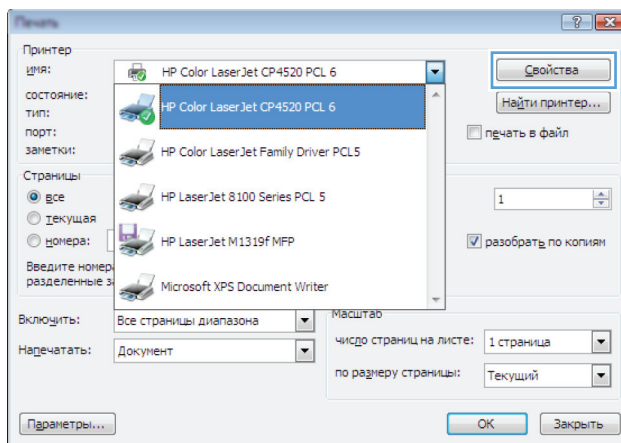 Печать
Принтер
имя: HP Color LaserJet CP4520 PCL 6 Свойства
состояние: HP Color LaserJet CP4520 PCL 6 Найти принтер...
тип:
порт: HP Color LaserJet Family Driver PCL5 печать в файл
заметки:
Страницы
все HP LaserJet 8100 Series PCL 5 1
текущая
номера: HP LaserJet M1319f MFP разобрать по копиям
Введите номер
разделенные з Microsoft XPS Document Writer
Включить: Все страницы диапазона Масштаб
Напечатать: Документ число страниц на листе: 1 страница
по размеру страницы: Текущий
Параметры... OK Закрыть